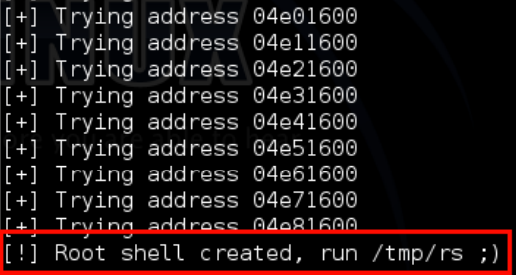 [+] Trying address 04e01600
[+] Trying address 04e11600
[+] Trying address 04e21600
[+] Trying address 04e31600
[+] Trying address 04e41600
[+] Trying address 04e51600
[+] Trying address 04e61600
[+] Trying address 04e71600
[+] Trying address 04e81600
[!] Root shell created, run /tmp/rs ;)